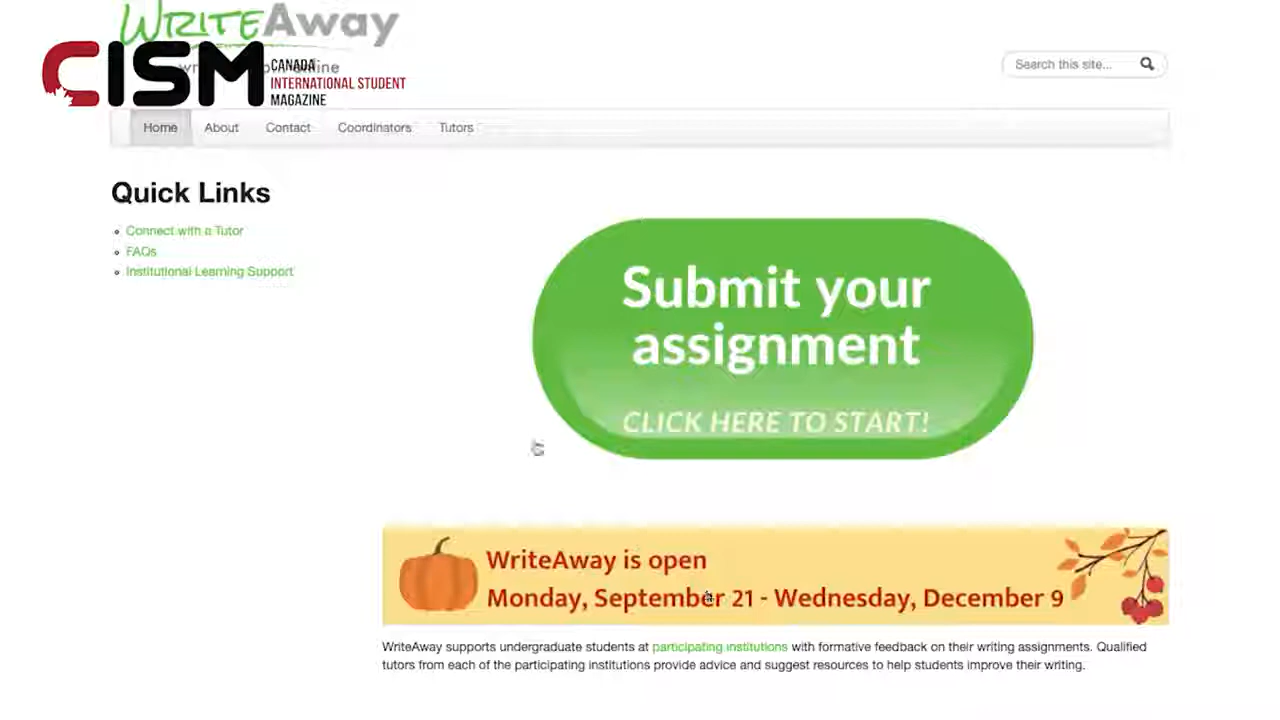 WRITEAway
CISM
CANADA
INTERNATIONAL STUDENT
MAGAZINE
Search this site...
Home About Contact Coordinators Tutors
Quick Links
Connect with a Tutor
FAQs
Institutional Learning Support
Submit your
assignment
CLICK HERE TO START!
WriteAway is open
Monday, September 21 - Wednesday, December 9
WriteAway supports undergraduate students at participating institutions with formative feedback on their writing assignments. Qualified
tutors from each of the participating institutions provide advice and suggest resources to help students improve their writing.